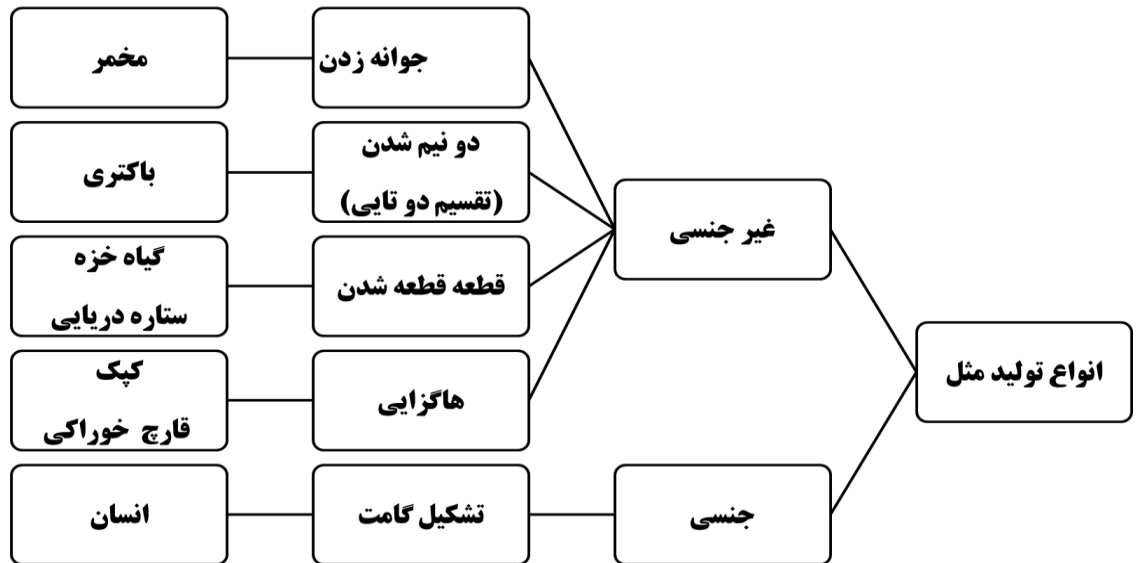 انواع تولید مثل
غیر جنسی
جوانه زدن
مخمر
دو نیم شدن
(تقسیم دو تایی)
باکتری
قطعه قطعه شدن
گیاه خزه
ستاره دریایی
هاگزایی
کپک
قارچ خوراکی
جنسی
تشکیل گامت
انسان